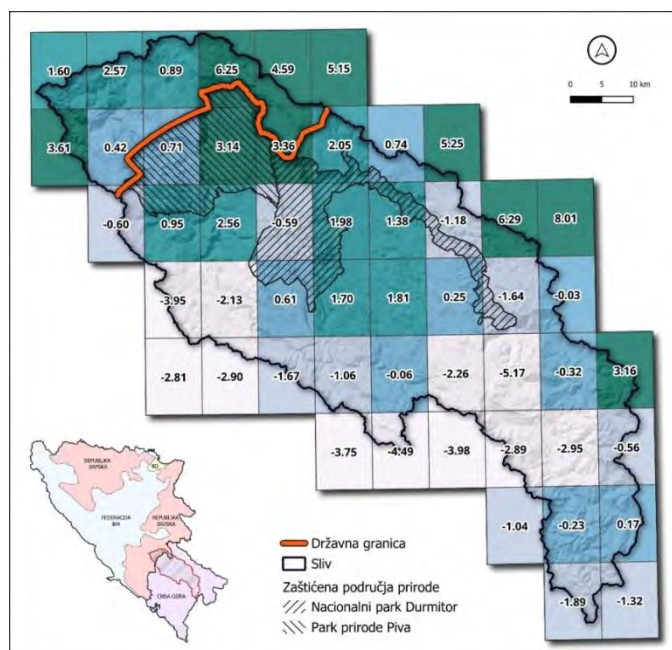 1.60 2.57 0.89 6.25 4.59 5.15
0 5 10 km
3.61 0.42 0.71 3.14 3.36 2.05 0.74 5.25
-0.60 0.95 2.56 -0.59 1.98 1.38 -1.18 6.29 8.01
-3.95 -2.13 0.61 1.70 1.81 0.25 -1.64 -0.03
-2.81 -2.90 -1.67 -1.06 -0.06 -2.26 -5.17 -0.32 3.16
-3.75 -4.49 -3.98 -2.89 -2.95 -0.56
-1.04 -0.23 0.17
-1.89 -1.32
REPUBLIKA
SRPSKA
BD
FEDERACIJA
BIH
REPUBLIKA
SRPSKA
CRNA GORA
Državna granica
Sliv
Zaštićena područja prirode
Nacionalni park Durmitor
Park prirode Piva